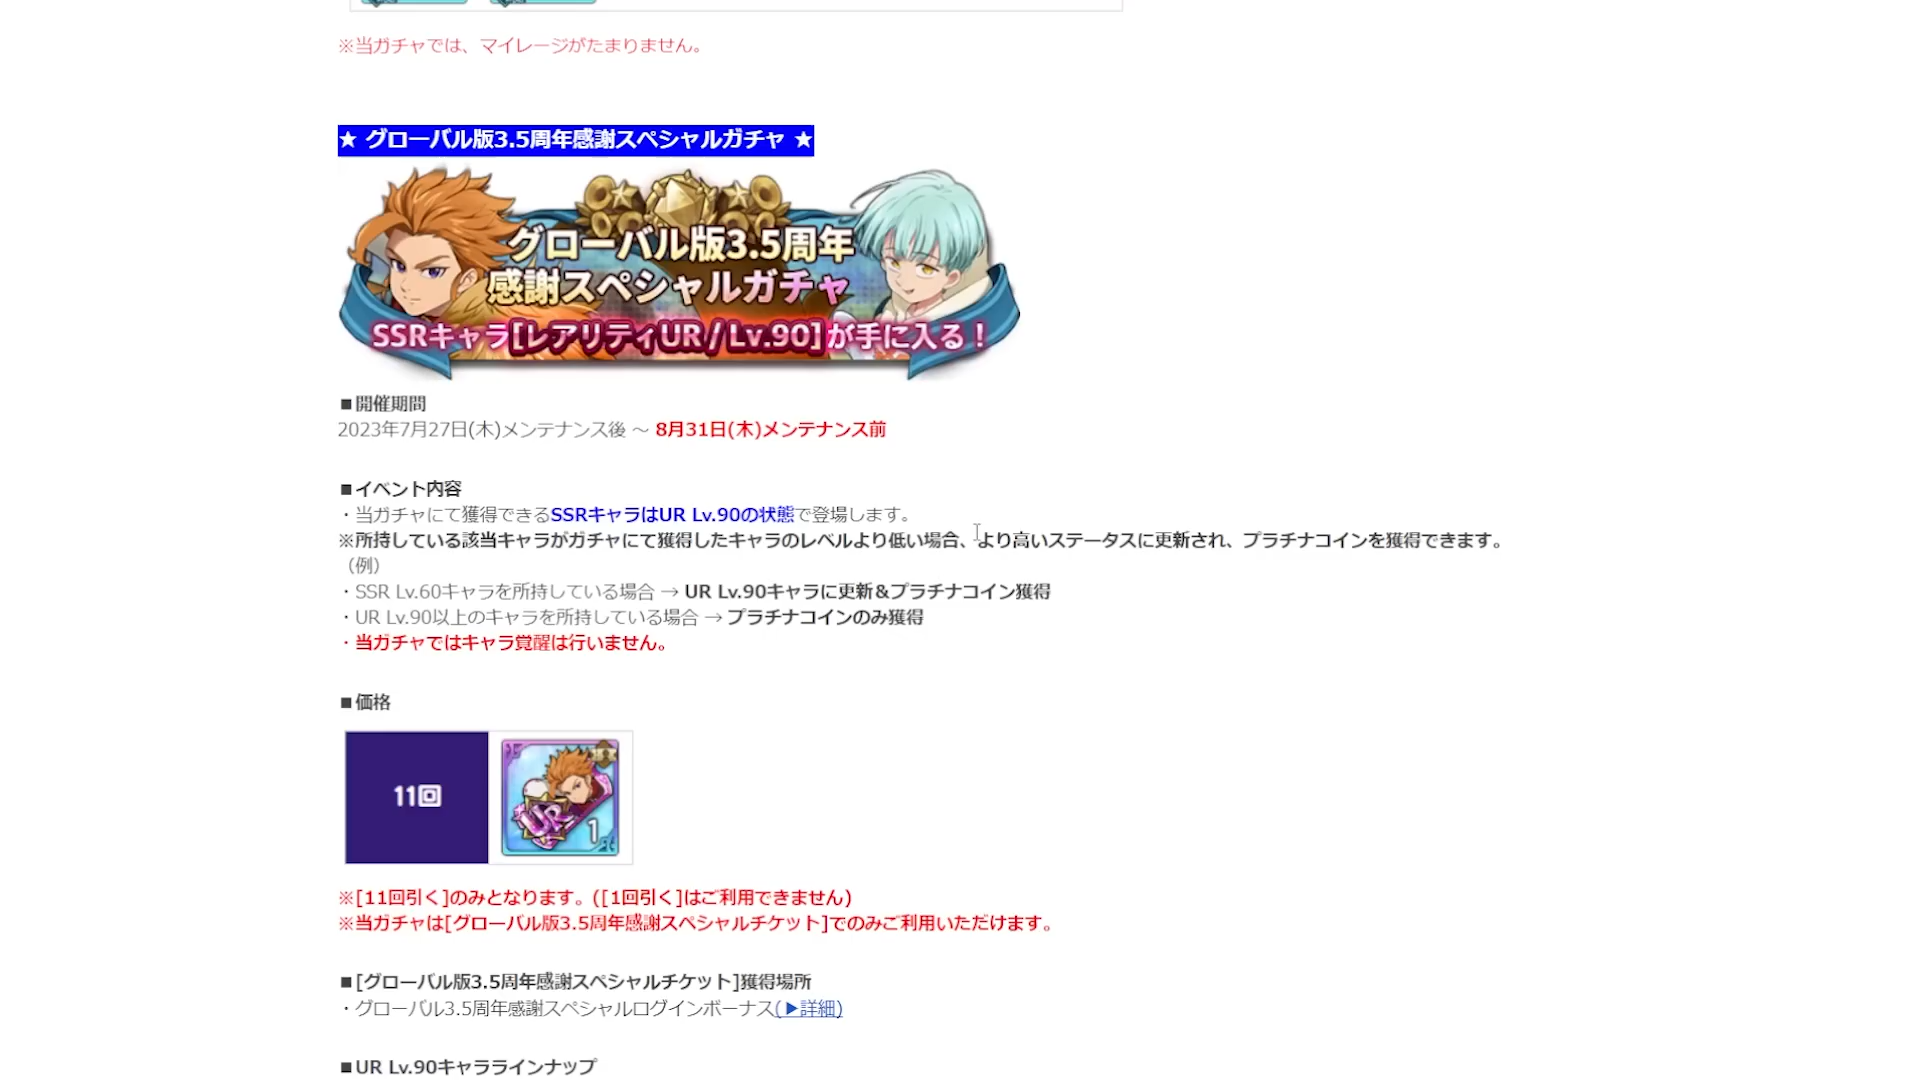 ※当ガチャでは、マイレージがたまりません。
★ グローバル版3.5周年感謝スペシャルガチャ ★
グローバル版3.5周年
感謝スペシャルガチャ
SSRキャラ[レアリティUR/Lv.90]が手に入る!
■開催期間
2023年7月27日(木)メンテナンス後 ～ 8月31日(木)メンテナンス前
■イベント内容
・当ガチャにて獲得できるSSRキャラはUR Lv.90の状態で登場します。
※所持している該当キャラがガチャにて獲得したキャラのレベルより低い場合、より高いステータスに更新され、プラチナコインを獲得できます。
（例）
・SSR Lv.60キャラを所持している場合 → UR Lv.90キャラに更新＆プラチナコイン獲得
・UR Lv.90以上のキャラを所持している場合 → プラチナコインのみ獲得
・当ガチャではキャラ覚醒は行いません。
■価格
11回
UR
1
※[11回引く]のみとなります。([1回引く]はご利用できません)
※当ガチャは[グローバル版3.5周年感謝スペシャルチケット]でのみご利用いただけます。
■[グローバル版3.5周年感謝スペシャルチケット]獲得場所
・グローバル3.5周年感謝スペシャルログインボーナス(▶詳細)
■UR Lv.90キャララインナップ